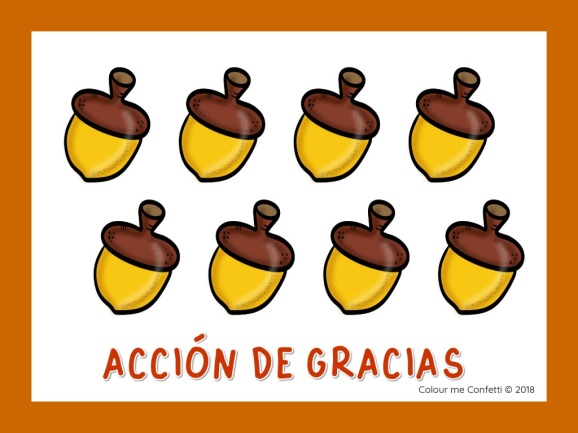 ACCIÓN DE GRACIAS
Colour me Confetti © 2018